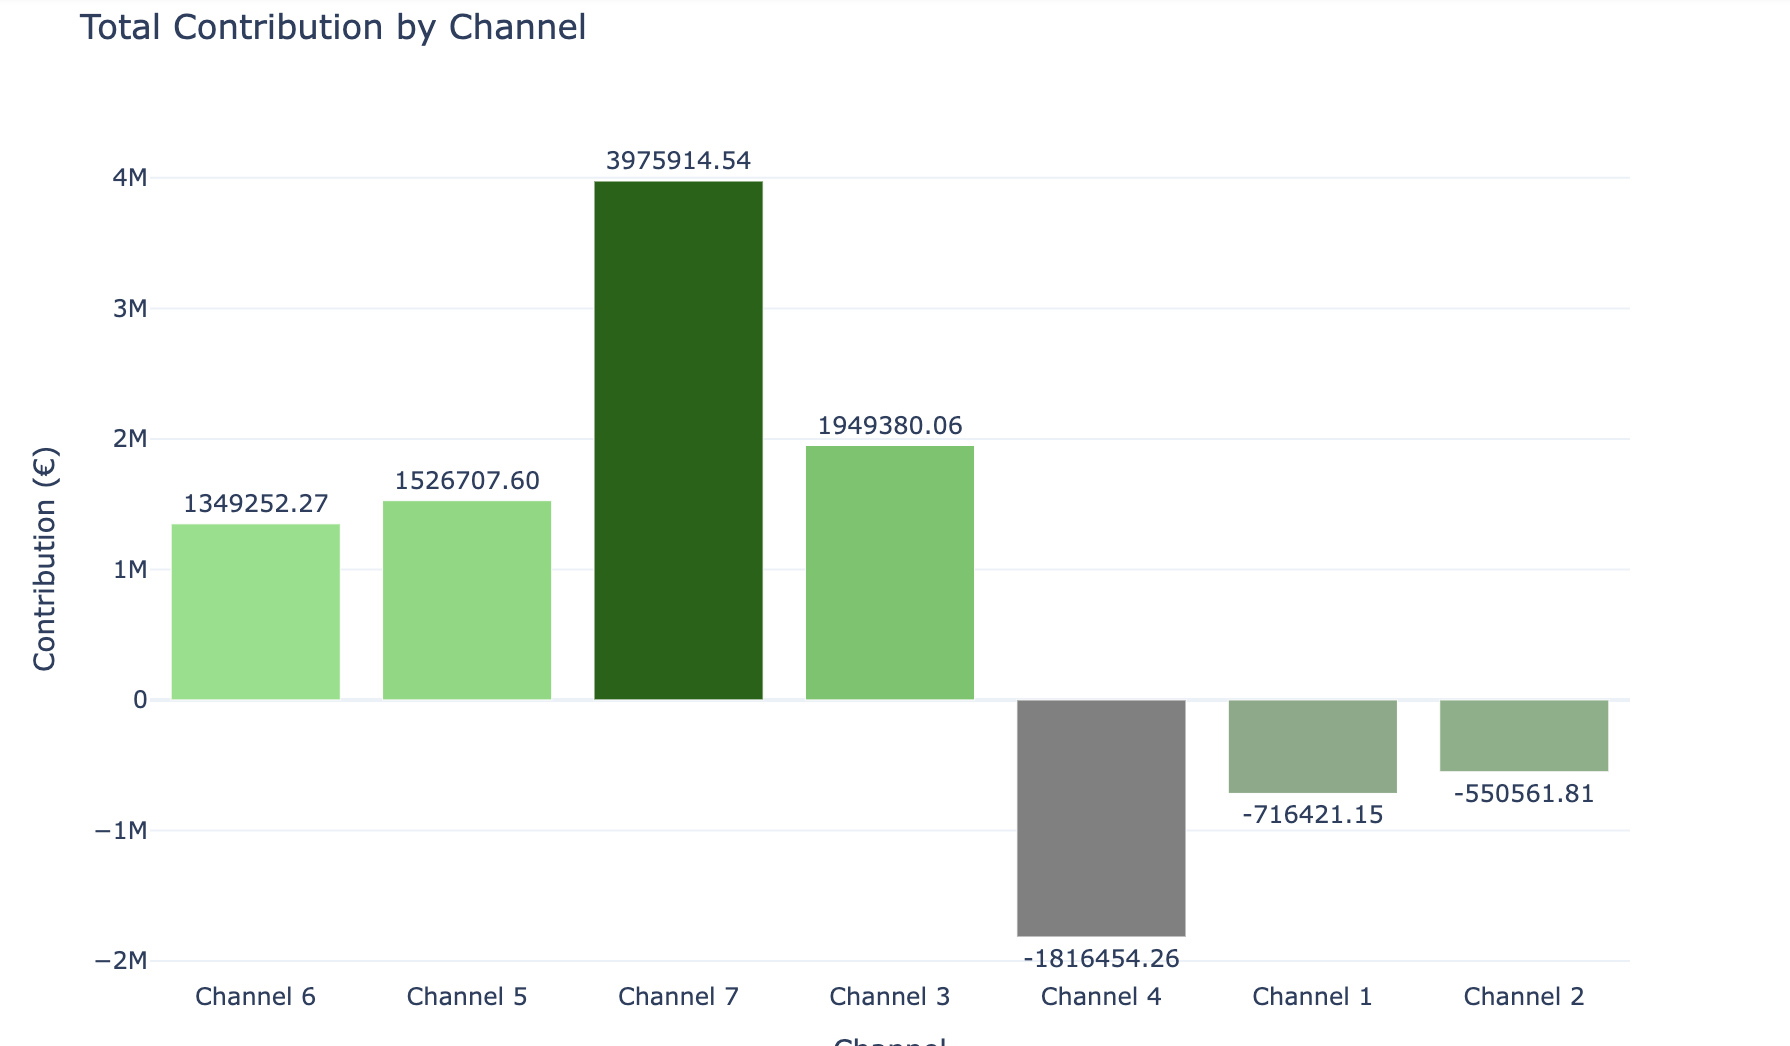 Total Contribution by Channel
3975914.54
4M
3M
1949380.06
2M
1526707.60
1349252.27
1M
Contribution (€)
0
-550561.81
-716421.15
−1M
-1816454.26
−2M
Channel 6 Channel 5 Channel 7 Channel 3 Channel 4 Channel 1 Channel 2
Channel